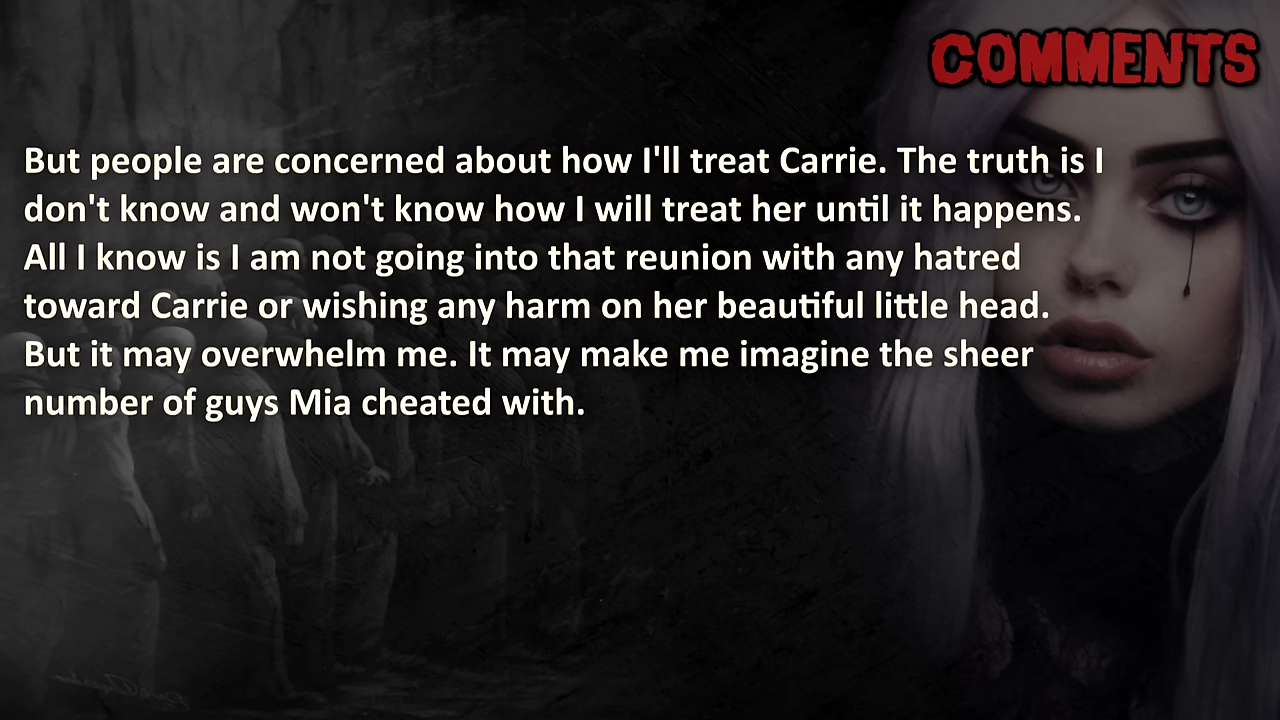 COMMENTS
But people are concerned about how I'll treat Carrie. The truth is I
don't know and won't know how I will treat her until it happens.
All I know is I am not going into that reunion with any hatred
toward Carrie or wishing any harm on her beautiful little head.
But it may overwhelm me. It may make me imagine the sheer
number of guys Mia cheated with.